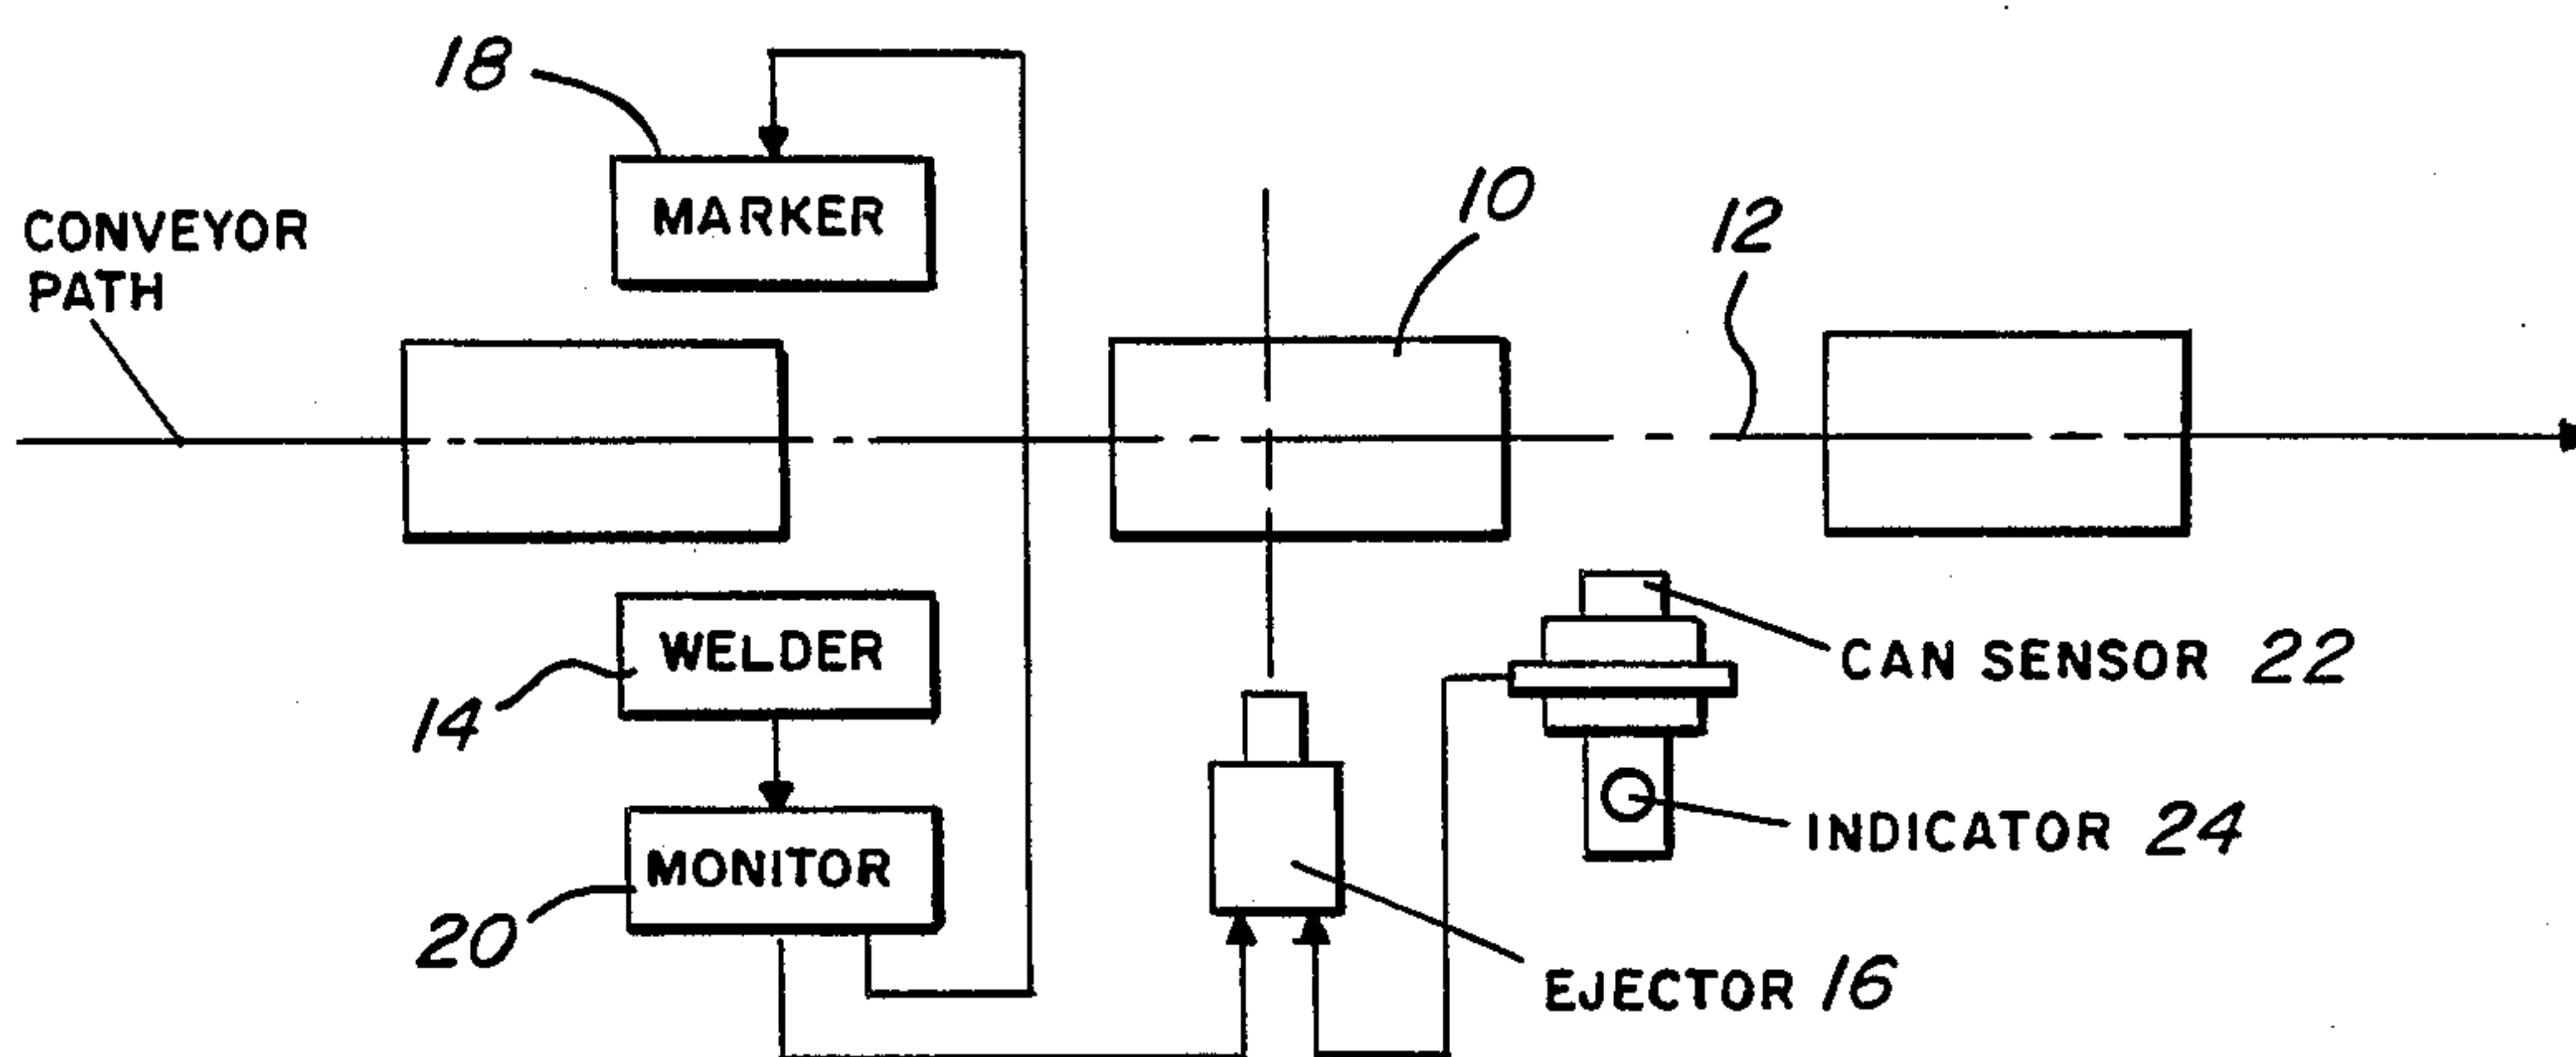 18
MARKER
CONVEYOR
PATH
10
12
WELDER
14
CAN SENSOR 22
MONITOR
20
INDICATOR 24
EJECTOR 16